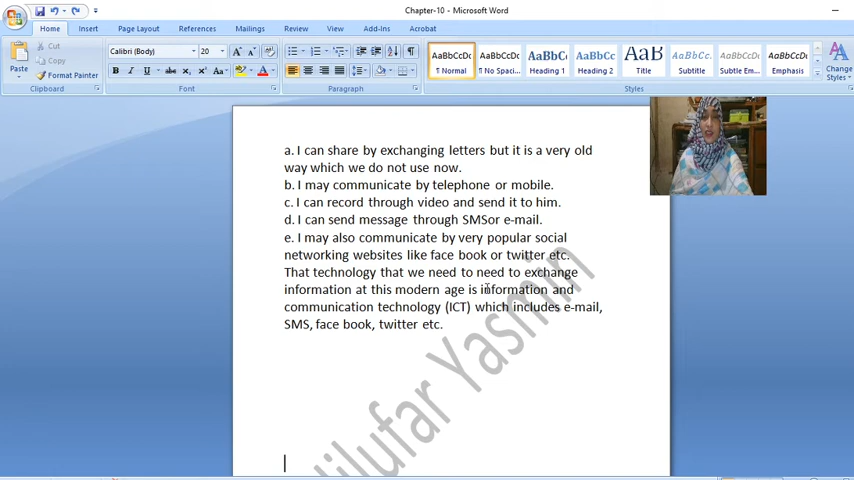 Chapter-10 - Microsoft Word
Home Insert Page Layout References Mailings Review View Add-Ins Acrobat
Paste
Cut
Copy
Format Painter
Clipboard
Calibri (Body) 20
Font
Paragraph
AaBbCcDc AaBbCcDc AaBbC AaBbCc AaB AaBbCc. AaBbCcDc AaBbCcDc
¶ Normal ¶ No Spaci... Heading 1 Heading 2 Title Subtitle Subtle Em... Emphasis
Change
Styles
Styles
a. I can share by exchanging letters but it is a very old
way which we do not use now.
b. I may communicate by telephone or mobile.
c. I can record through video and send it to him.
d. I can send message through SMSor e-mail.
e. I may also communicate by very popular social
networking websites like face book or twitter etc.
That technology that we need to need to exchange
information at this modern age is information and
communication technology (ICT) which includes e-mail,
SMS, face book, twitter etc.
ilufar Yasmin